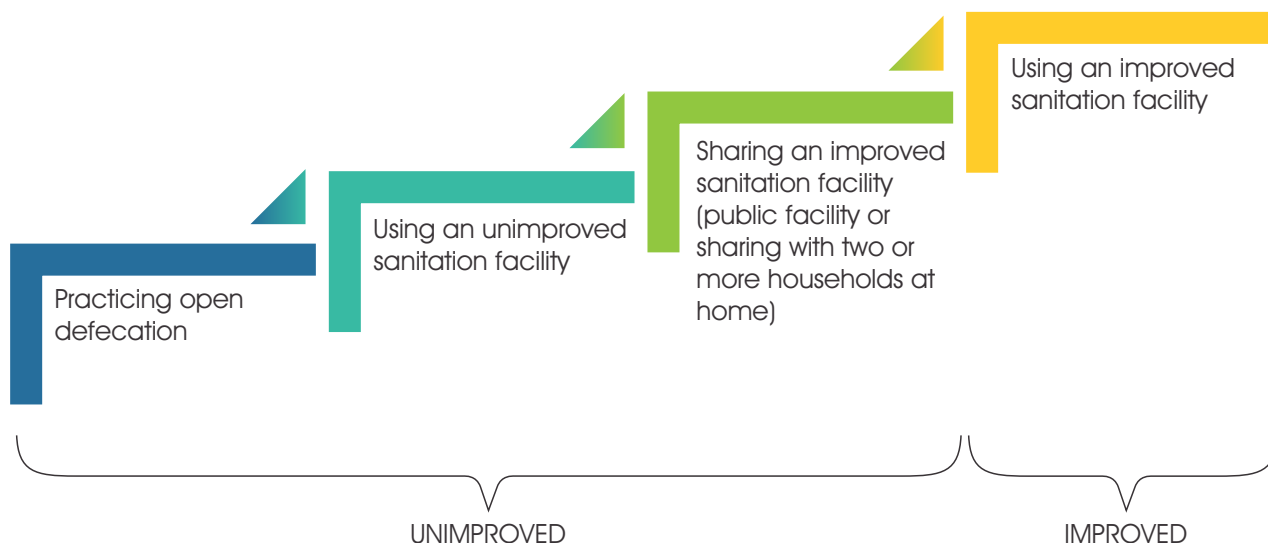 Using an improved
sanitation facility
Sharing an improved
sanitation facility
(public facility or
sharing with two or
more households at
home)
Using an unimproved
sanitation facility
Practicing open
defecation
UNIMPROVED
IMPROVED